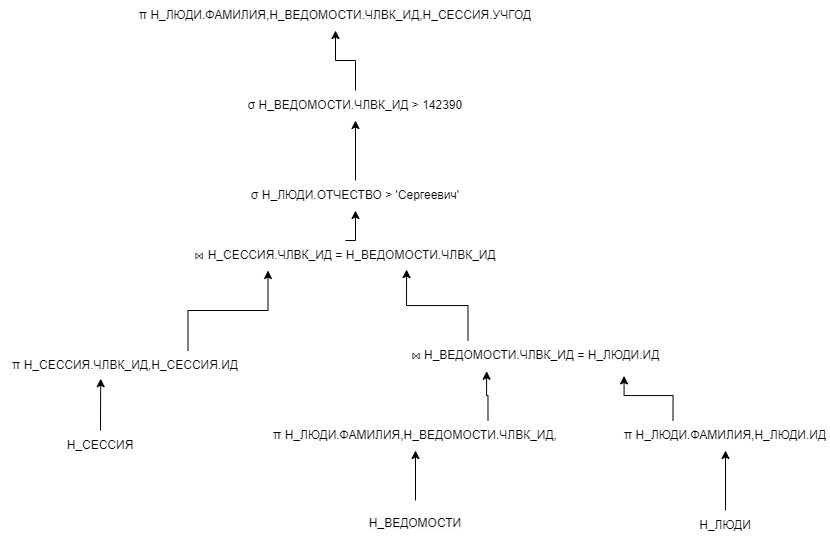 π Н_ЛЮДИ.ФАМИЛИЯ,Н_ВЕДОМОСТИ.ЧЛВК_ИД,Н_СЕССИЯ.УЧГОД
σ Н_ВЕДОМОСТИ.ЧЛВК_ИД > 142390
σ Н_ЛЮДИ.ОТЧЕСТВО > 'Сергеевич'
⋈ Н_СЕССИЯ.ЧЛВК_ИД = Н_ВЕДОМОСТИ.ЧЛВК_ИД
⋈ Н_ВЕДОМОСТИ.ЧЛВК_ИД = Н_ЛЮДИ.ИД
π Н_СЕССИЯ.ЧЛВК_ИД,Н_СЕССИЯ.ИД
π Н_ЛЮДИ.ФАМИЛИЯ,Н_ВЕДОМОСТИ.ЧЛВК_ИД,
π Н_ЛЮДИ.ФАМИЛИЯ,Н_ЛЮДИ.ИД
Н_СЕССИЯ
Н_ВЕДОМОСТИ
Н_ЛЮДИ